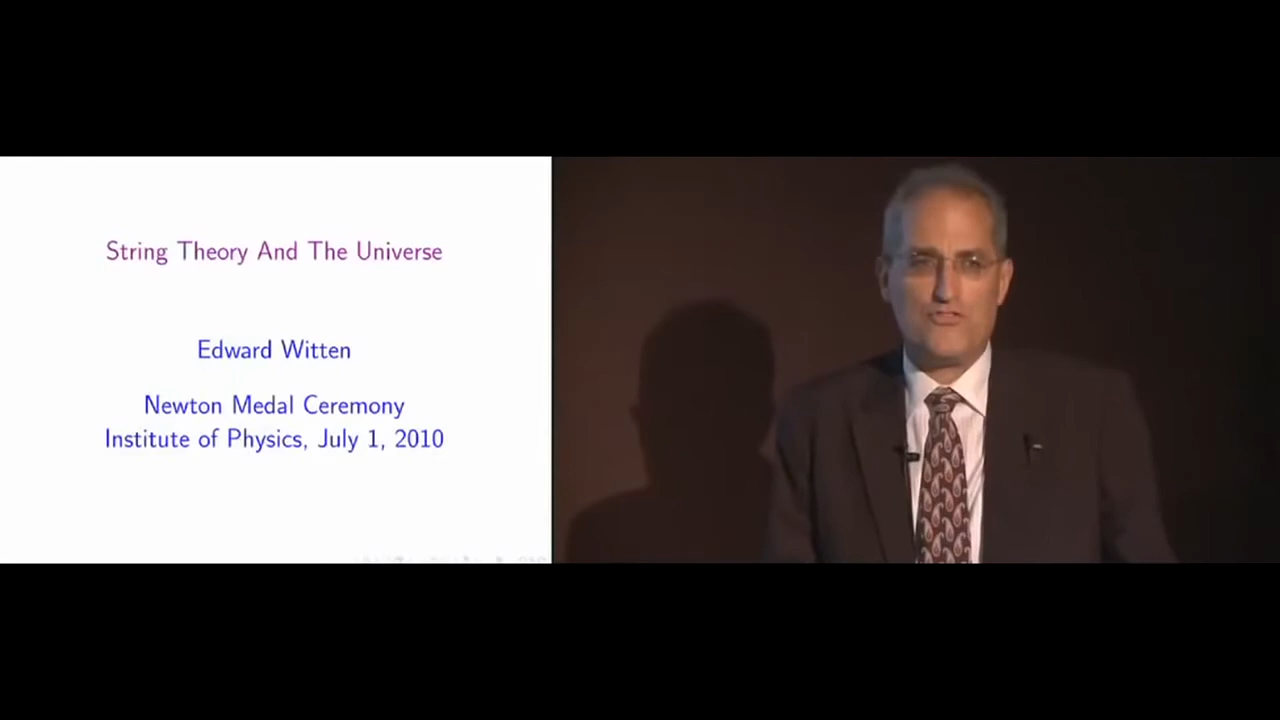 String Theory And The Universe
Edward Witten
Newton Medal Ceremony
Institute of Physics, July 1, 2010